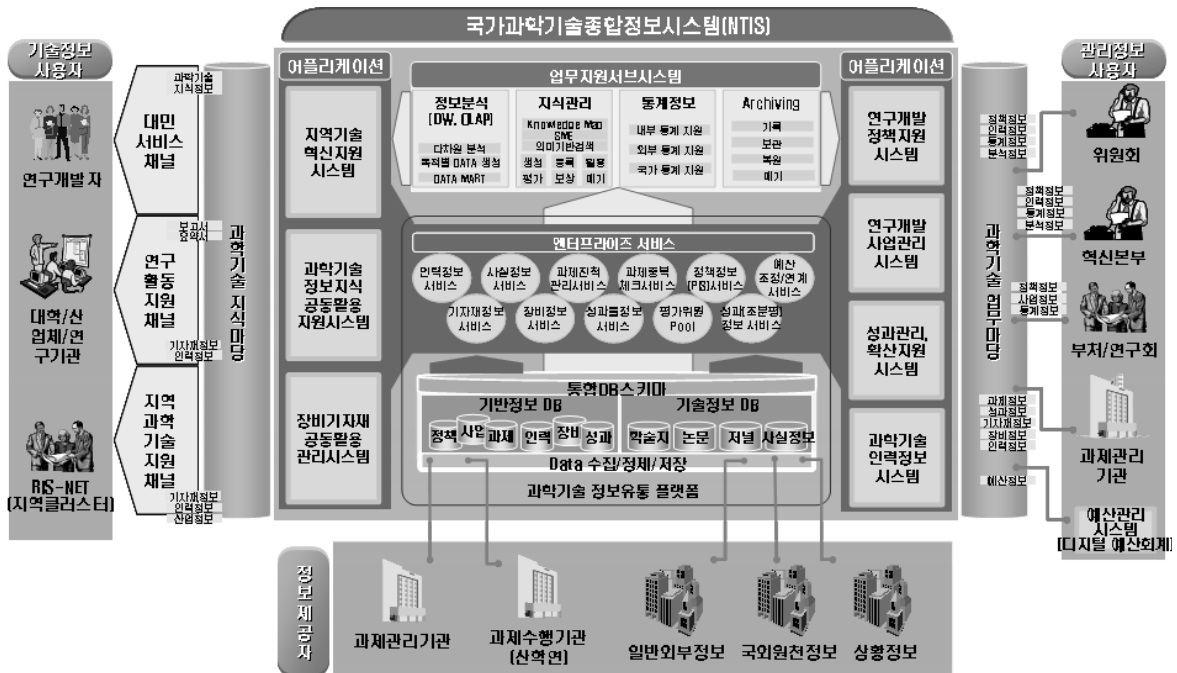 국가과학기술종합정보시스템(NTIS)
기술정보
사용자
연구개발자
대학/산
업체/연
구기관
RIS-NET
(지역클러스터)
대민
서비스
채널
과학기술
지식정보
연구
활동
지원
채널
보고서
요약서
기자재정보
인력정보
지역
과학
기술
지원
채널
기자재정보
인력정보
산업정보
과학기술 지식마당
어플리케이션
지역기술
혁신지원
시스템
과학기술
정보지식
공동활용
지원시스템
장비기자재
공동활용
관리시스템
업무지원서브시스템
정보분석
(DW, OLAP)
다차원 분석
목적별 DATA 생성
DATA MART
지식관리
Knowledge Map
SME
의미기반검색
생성 등록 활용
평가 보상 폐기
통계정보
내부 통계 지원
외부 통계 지원
국가 통계 지원
Archiving
기록
보관
복원
폐기
엔터프라이즈 서비스
인력정보
서비스
사실정보
서비스
과제진척
관리서비스
과제중복
체크서비스
정책정보
(PIS)서비스
예산
조정/연계
서비스
기자재정보
서비스
장비정보
서비스
성과물정보
서비스
평가위원
Pool
성과(조분평)
정보 서비스
통합DB스키마
기반정보 DB
정책 사업 과제 인력 장비 성과
기술정보 DB
학술지 논문 저널 사실정보
Data 수집/정제/저장
과학기술 정보유통 플랫폼
어플리케이션
연구개발
정책지원
시스템
연구개발
사업관리
시스템
성과관리,
확산지원
시스템
과학기술
인력정보
시스템
과학기술 업무마당
정책정보
인력정보
통계정보
분석정보
정책정보
인력정보
통계정보
분석정보
정책정보
사업정보
통계정보
과제정보
성과정보
기자재정보
장비정보
인력정보
예산정보
관리정보
사용자
위원회
혁신본부
부처/연구회
과제관리
기관
예산관리
시스템
(디지털 예산회계)
정보제공자
과제관리기관
과제수행기관
(산학연)
일반외부정보
국외원천정보
상황정보